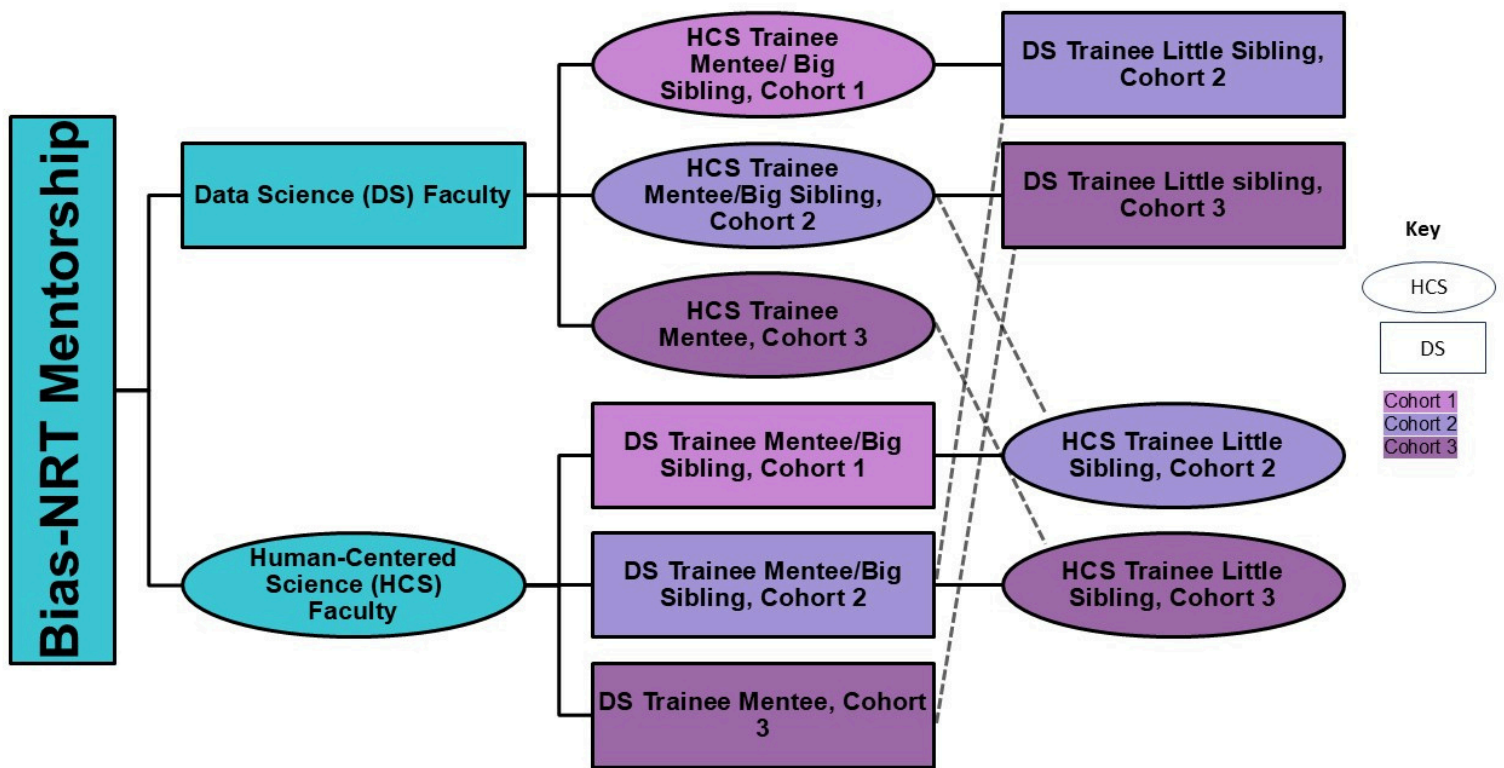 Bias-NRT Mentorship
Data Science (DS) Faculty
Human-Centered
Science (HCS)
Faculty
HCS Trainee
Mentee/ Big
Sibling, Cohort 1
HCS Trainee
Mentee/Big Sibling,
Cohort 2
HCS Trainee
Mentee, Cohort 3
DS Trainee Mentee/Big
Sibling, Cohort 1
DS Trainee Mentee/Big
Sibling, Cohort 2
DS Trainee Mentee, Cohort
3
DS Trainee Little Sibling,
Cohort 2
DS Trainee Little sibling,
Cohort 3
HCS Trainee Little
Sibling, Cohort 2
HCS Trainee Little
Sibling, Cohort 3
Key
HCS
DS
Cohort 1
Cohort 2
Cohort 3